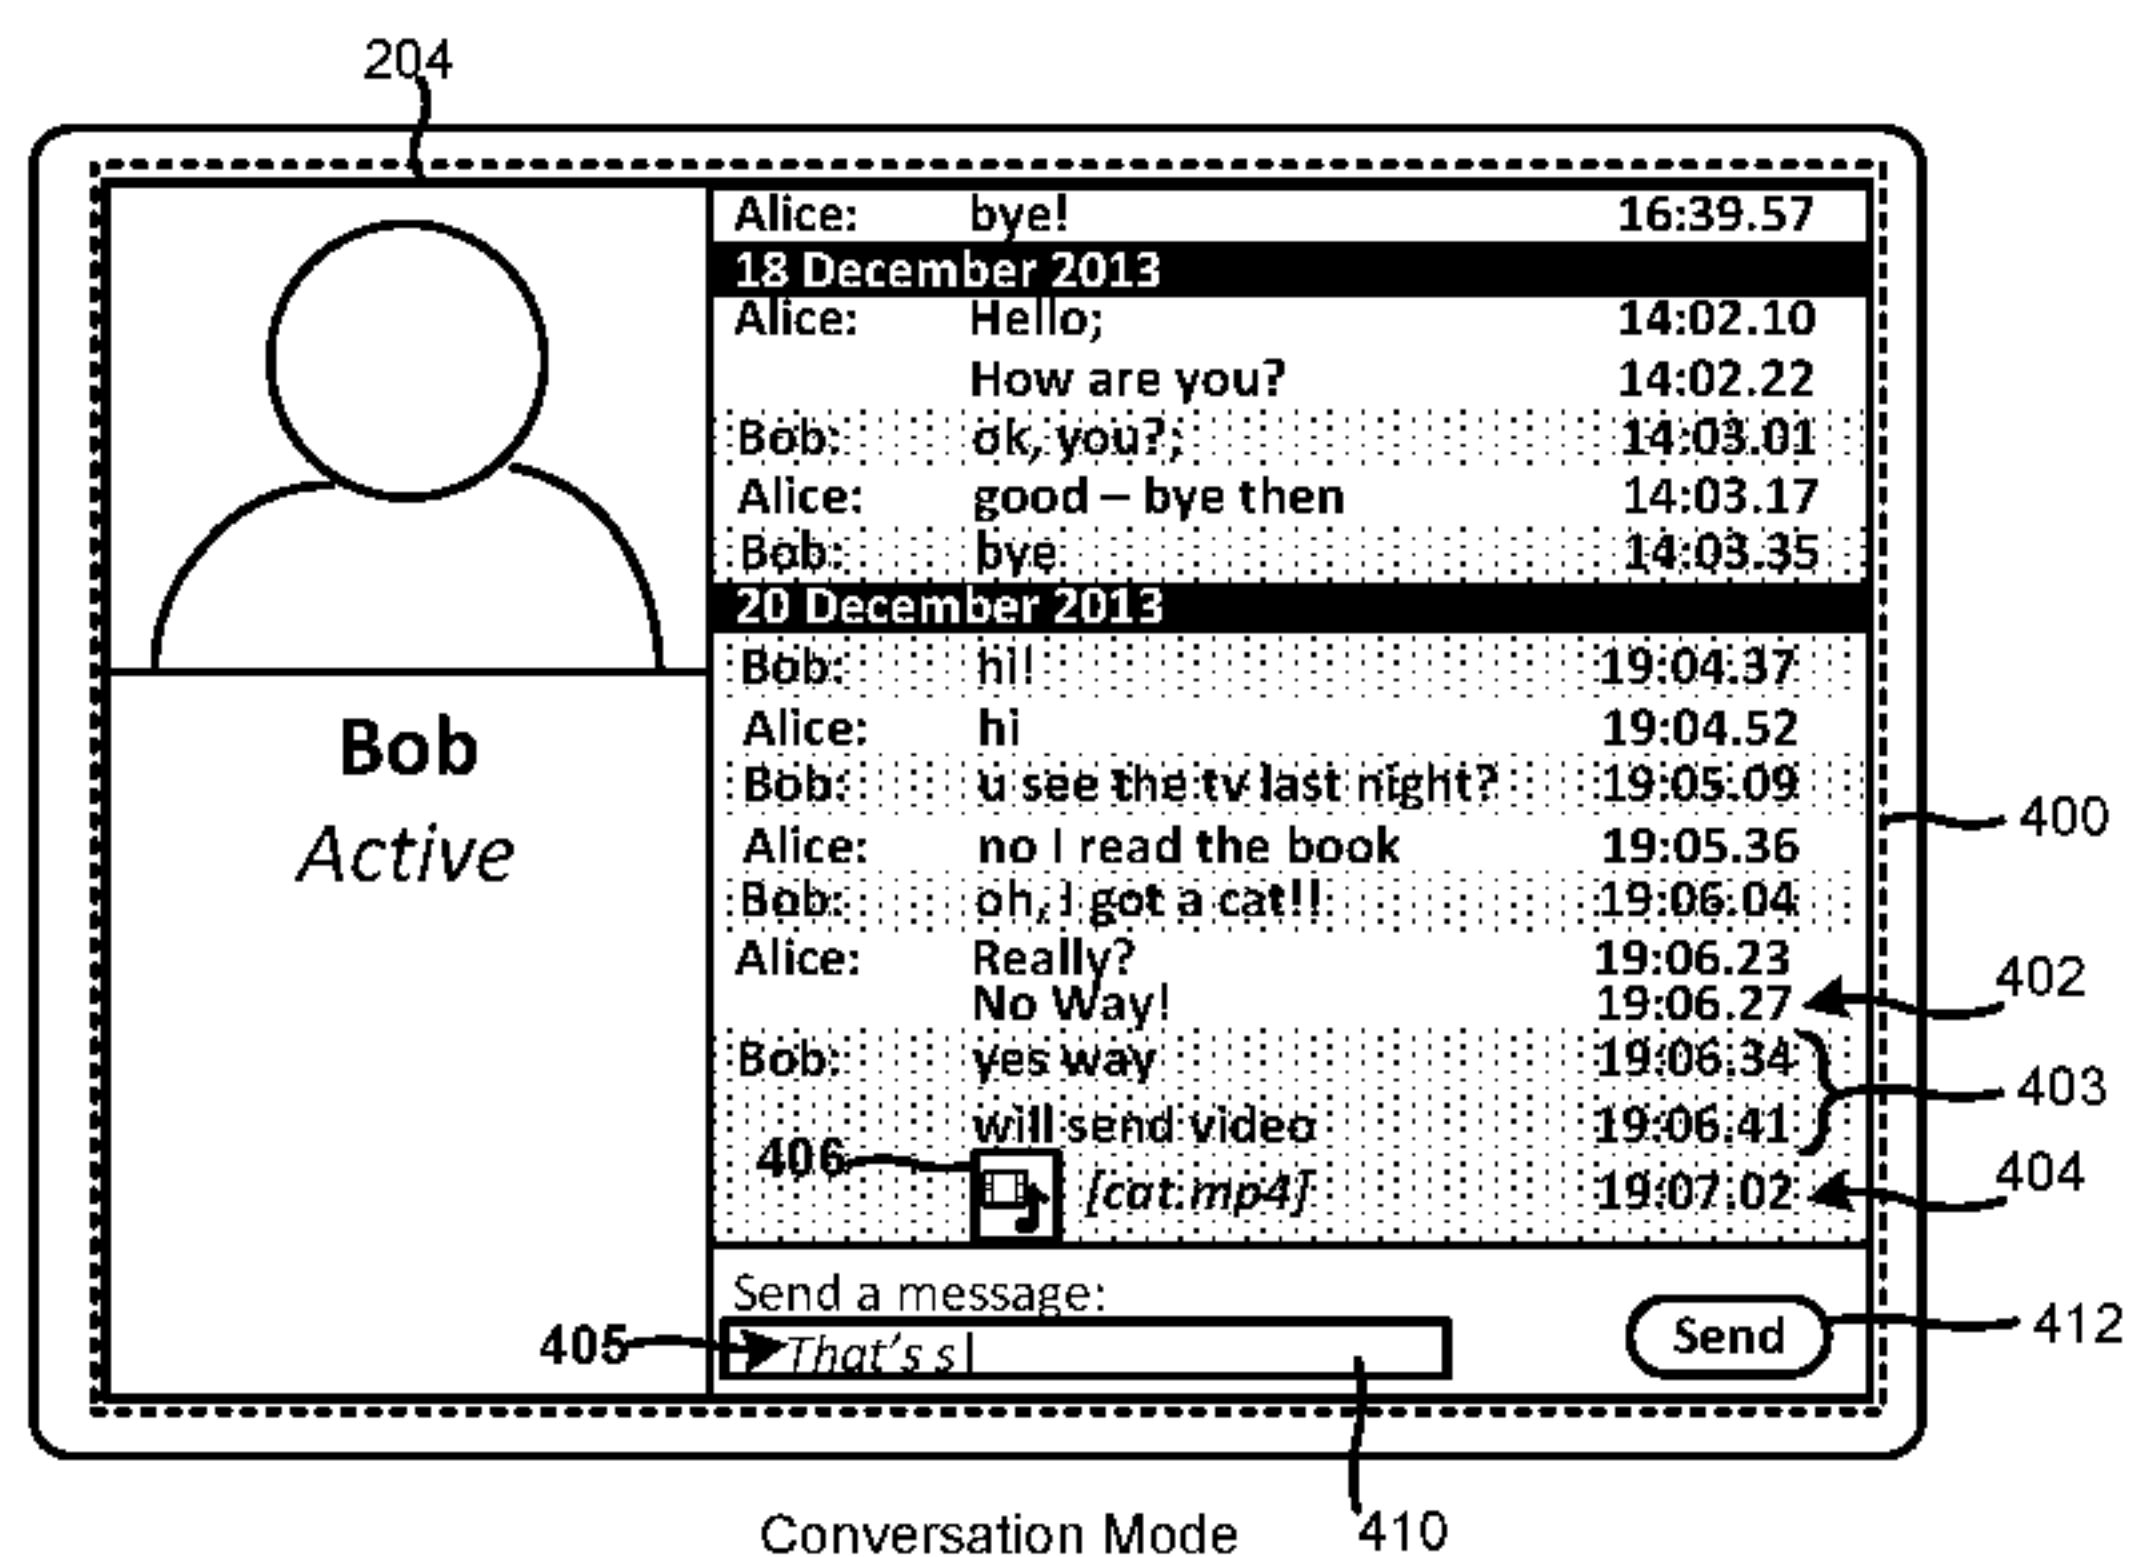 204
Alice: bye! 16:39.57
18 December 2013
Alice: Hello; 14:02.10
How are you? 14:02.22
Bob: ok, you?; 14:03.01
Alice: good – bye then 14:03.17
Bob: bye 14:03.35
20 December 2013
Bob: hi! 19:04.37
Alice: hi 19:04.52
Bob: u see the tv last night? 19:05.09
Alice: no I read the book 19:05.36
Bob: oh, I got a cat!! 19:06.04
Alice: Really? 19:06.23
No Way! 19:06.27
Bob: yes way 19:06.34
will send video 19:06.41
[cat.mp4] 19:07.02
Bob
Active
400
402
403
406
404
Send a message:
405
That's s
Send
412
410
Conversation Mode